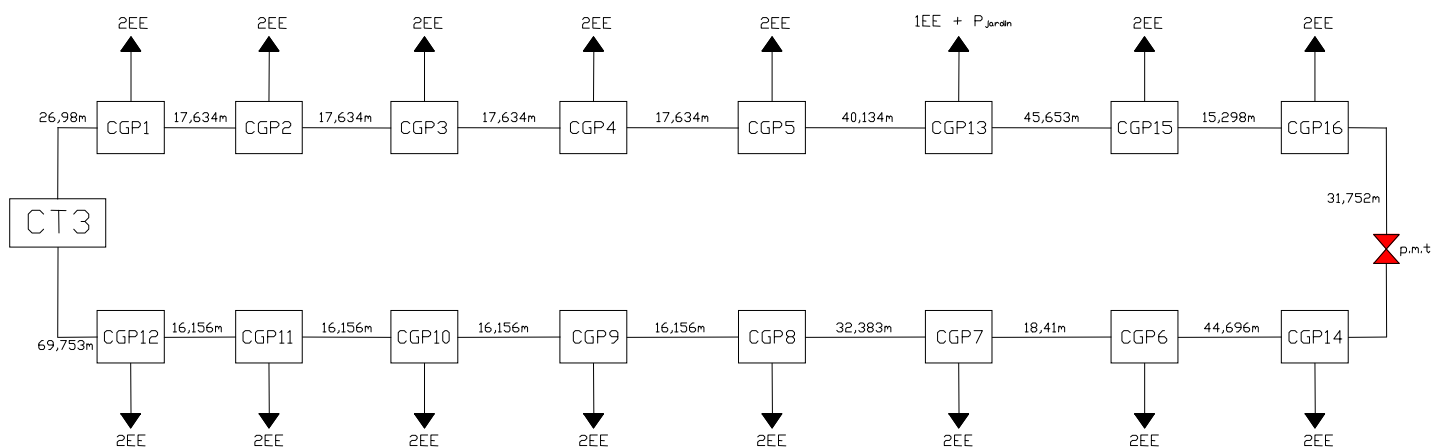 2EE 2EE 2EE 2EE 2EE 1EE + Pjardin 2EE 2EE
26,98m CGP1 17,634m CGP2 17,634m CGP3 17,634m CGP4 17,634m CGP5 40,134m CGP13 45,653m CGP15 15,298m CGP16
31,752m
CT3
p.m.t
69,753m CGP12 16,156m CGP11 16,156m CGP10 16,156m CGP9 16,156m CGP8 32,383m CGP7 18,41m CGP6 44,696m CGP14
2EE 2EE 2EE 2EE 2EE 2EE 2EE 2EE